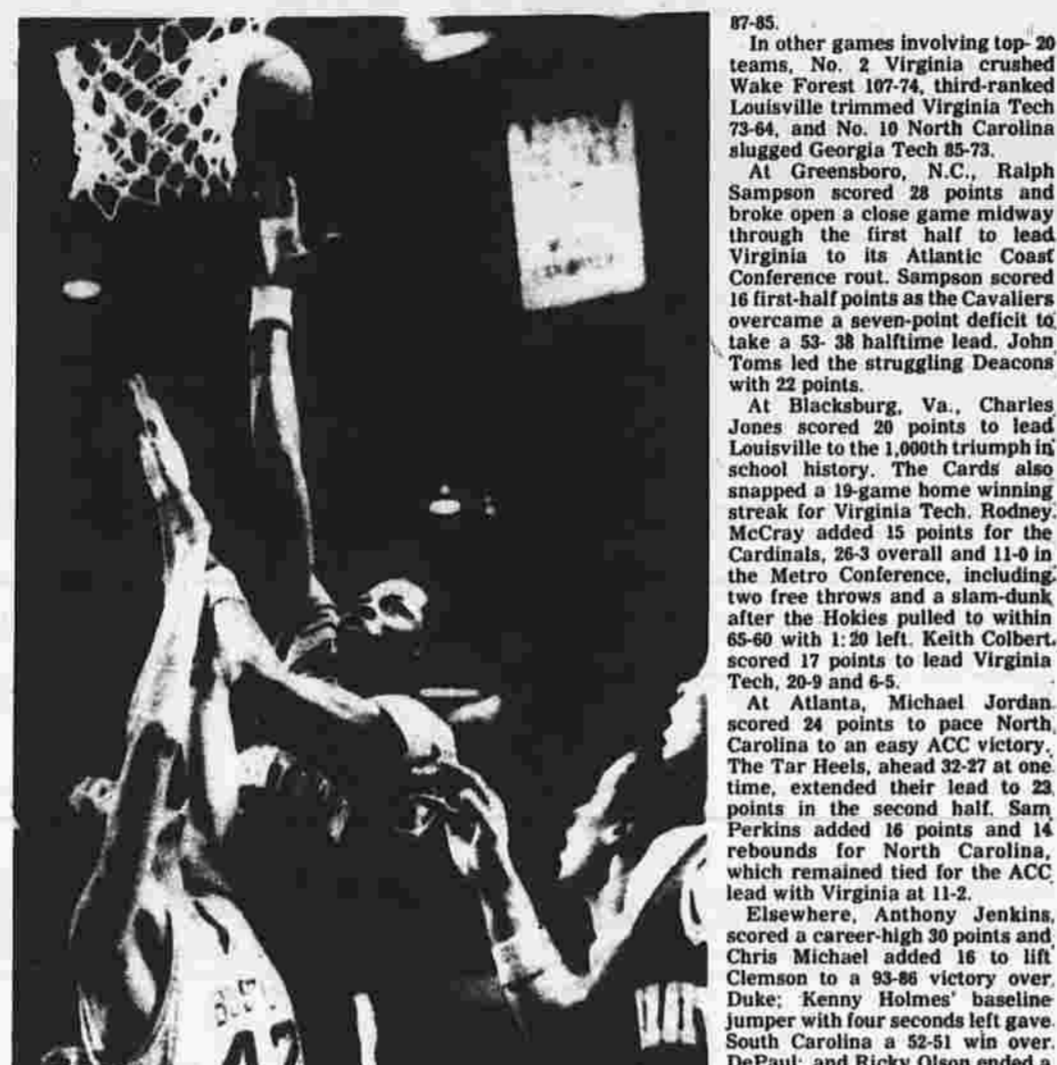 87-85.
In other games involving top- 20
teams, No. 2 Virginia crushed
Wake Forest 107-74, third-ranked
Louisville trimmed Virginia Tech
73-64, and No. 10 North Carolina
slugged Georgia Tech 85-73.
At Greensboro, N.C., Ralph
Sampson scored 28 points and
broke open a close game midway
through the first half to lead
Virginia to its Atlantic Coast
Conference rout. Sampson scored
16 first-half points as the Cavaliers
overcame a seven-point deficit to
take a 53- 38 halftime lead. John
Toms led the struggling Deacons
with 22 points.
At Blacksburg, Va., Charles
Jones scored 20 points to lead
Louisville to the 1,000th triumph in
school history. The Cards also
snapped a 19-game home winning
streak for Virginia Tech. Rodney
McCray added 15 points for the
Cardinals, 26-3 overall and 11-0 in
the Metro Conference, including
two free throws and a slam-dunk
after the Hokies pulled to within
65-60 with 1:20 left. Keith Colbert
scored 17 points to lead Virginia
Tech, 20-9 and 6-5.
At Atlanta, Michael Jordan
scored 24 points to pace North
Carolina to an easy ACC victory.
The Tar Heels, ahead 32-27 at one
time, extended their lead to 23
points in the second half. Sam
Perkins added 16 points and 14
rebounds for North Carolina,
which remained tied for the ACC
lead with Virginia at 11-2.
Elsewhere, Anthony Jenkins
scored a career-high 30 points and
Chris Michael added 16 to lift
Clemson to a 93-86 victory over
Duke; Kenny Holmes' baseline
jumper with four seconds left gave
South Carolina a 52-51 win over
DePaul; and Ricky Olson ended a
42